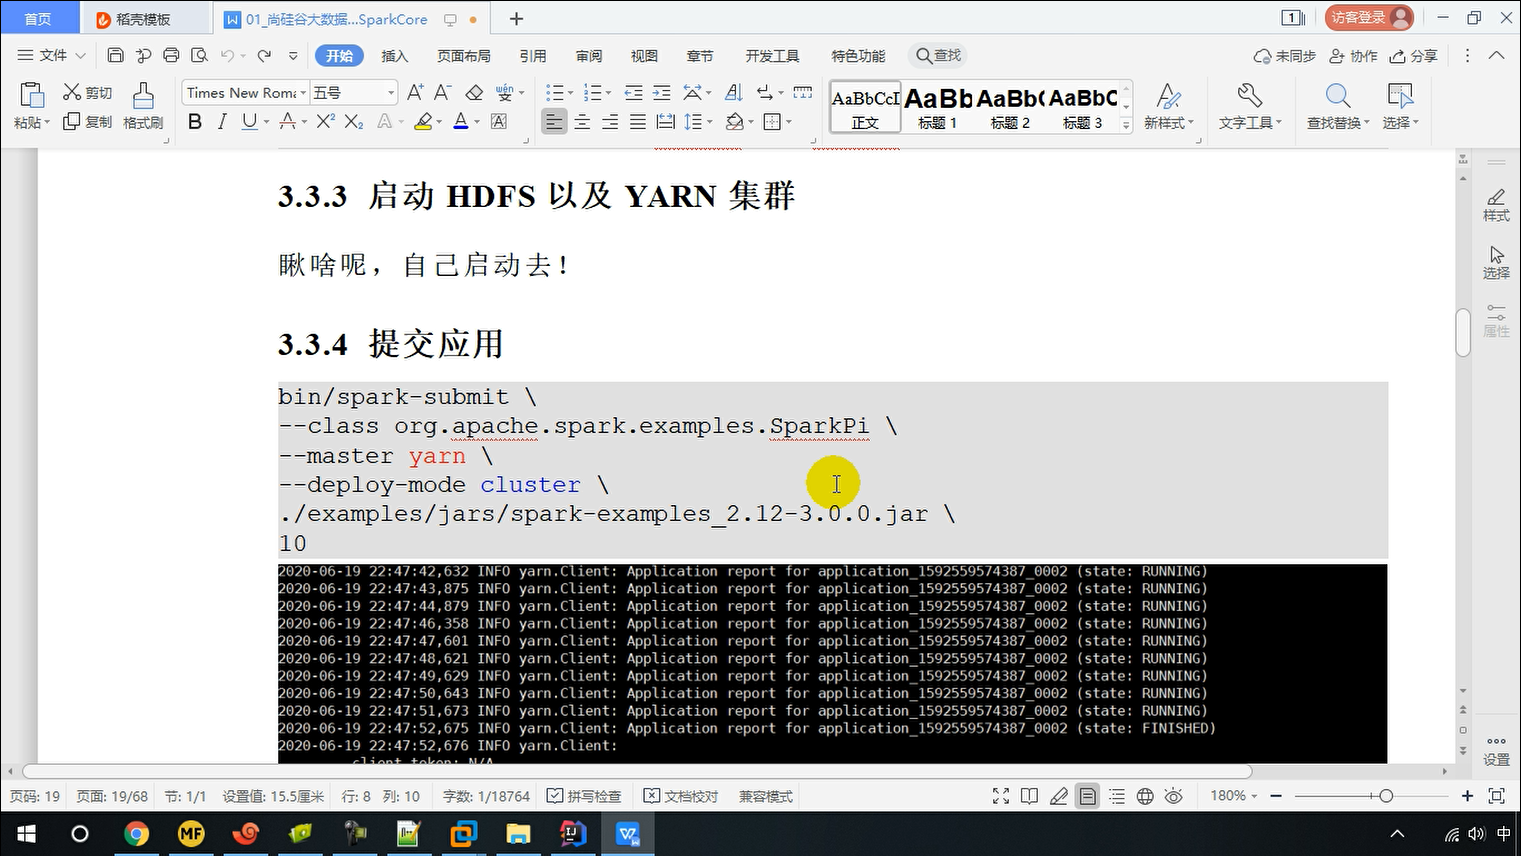 首页
稻壳模板
01_尚硅谷大数据...SparkCore
1
访客登录
文件
开始
插入
页面布局
引用
审阅
视图
章节
开发工具
特色功能
查找
未同步
协作
分享
粘贴
剪切
复制
格式刷
Times New Roma
五号
AaBbCcI
正文
AaBb
标题 1
AaBb(
标题 2
AaBbC
标题 3
新样式
文字工具
查找替换
选择
样式
选择
属性
设置
3.3.3 启动 HDFS 以及 YARN 集群
瞅啥呢，自己启动去！
3.3.4 提交应用
bin/spark-submit \
--class org.apache.spark.examples.SparkPi \
--master yarn \
--deploy-mode cluster \
./examples/jars/spark-examples_2.12-3.0.0.jar \
10
2020-06-19 22:47:42,632 INFO yarn.Client: Application report for application_1592559574387_0002 (state: RUNNING)
2020-06-19 22:47:43,875 INFO yarn.Client: Application report for application_1592559574387_0002 (state: RUNNING)
2020-06-19 22:47:44,879 INFO yarn.Client: Application report for application_1592559574387_0002 (state: RUNNING)
2020-06-19 22:47:46,358 INFO yarn.Client: Application report for application_1592559574387_0002 (state: RUNNING)
2020-06-19 22:47:47,601 INFO yarn.Client: Application report for application_1592559574387_0002 (state: RUNNING)
2020-06-19 22:47:48,621 INFO yarn.Client: Application report for application_1592559574387_0002 (state: RUNNING)
2020-06-19 22:47:49,629 INFO yarn.Client: Application report for application_1592559574387_0002 (state: RUNNING)
2020-06-19 22:47:50,643 INFO yarn.Client: Application report for application_1592559574387_0002 (state: RUNNING)
2020-06-19 22:47:51,673 INFO yarn.Client: Application report for application_1592559574387_0002 (state: RUNNING)
2020-06-19 22:47:52,675 INFO yarn.Client: Application report for application_1592559574387_0002 (state: FINISHED)
2020-06-19 22:47:52,676 INFO yarn.Client:
client token: N/A
页码: 19
页面: 19/68
节: 1/1
设置值: 15.5厘米
行: 8
列: 10
字数: 1/18764
拼写检查
文档校对
兼容模式
180%
MF
中